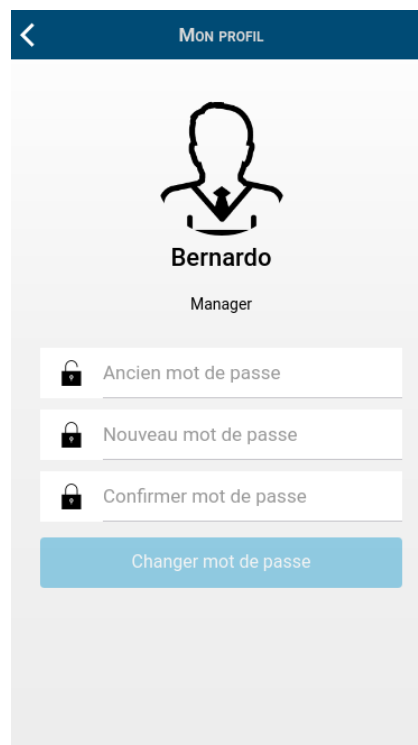 Mon profil
Bernardo
Manager
Ancien mot de passe
Nouveau mot de passe
Confirmer mot de passe
Changer mot de passe